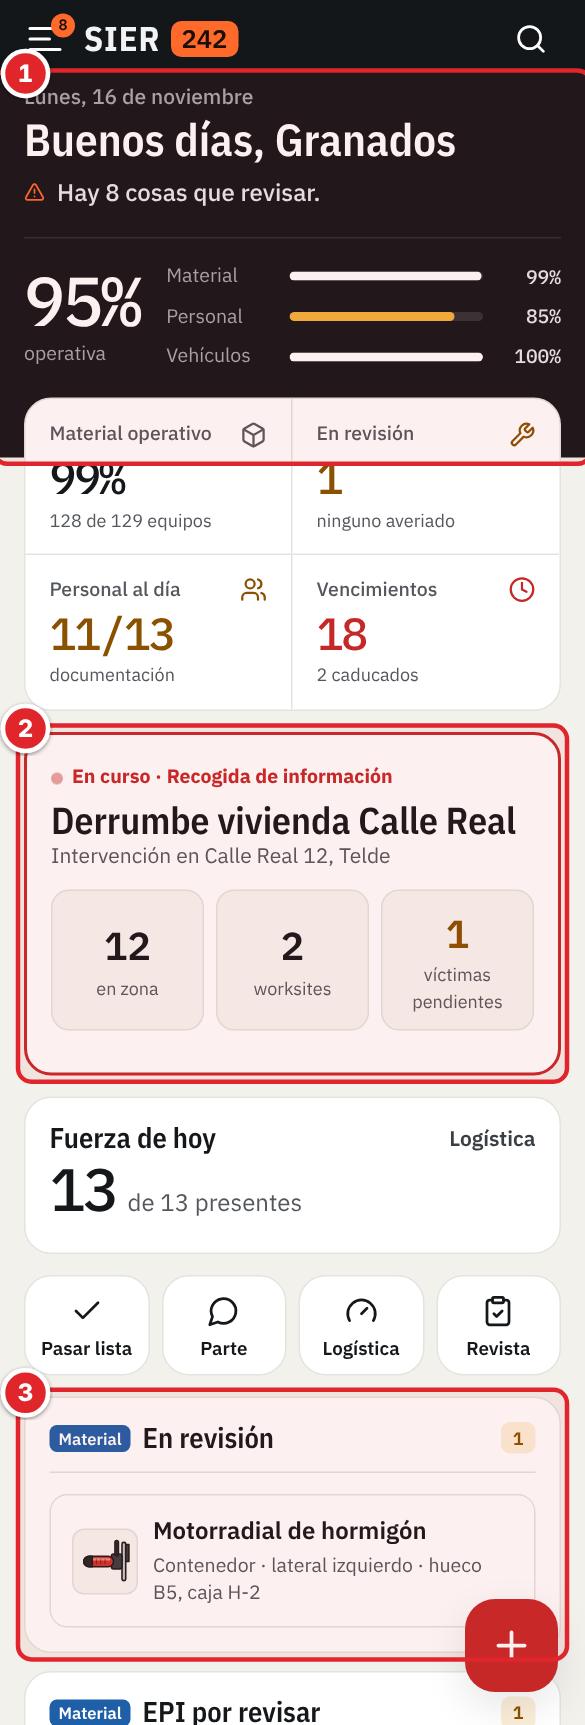 8
SIER 242
1
Lunes, 16 de noviembre
Buenos días, Granados
Hay 8 cosas que revisar.
95%
operativa
Material 99%
Personal 85%
Vehículos 100%
Material operativo
99%
128 de 129 equipos
En revisión
1
ninguno averiado
Personal al día
11/13
documentación
Vencimientos
18
2 caducados
2
En curso · Recogida de información
Derrumbe vivienda Calle Real
Intervención en Calle Real 12, Telde
12
en zona
2
worksites
1
víctimas
pendientes
Fuerza de hoy Logística
13 de 13 presentes
Pasar lista
Parte
Logística
Revista
3
Material En revisión 1
Motorradial de hormigón
Contenedor · lateral izquierdo · hueco
B5, caja H-2
Material EPI por revisar 1